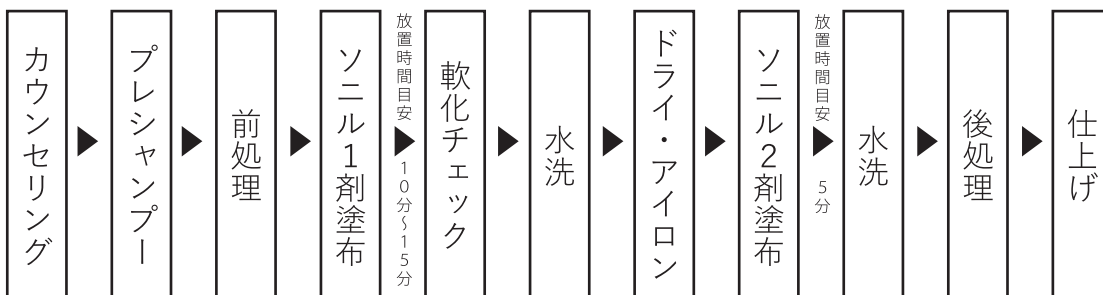 カウンセリング
プレシャンプー
前処理
ソニル1剤塗布
放置時間目安 10分〜15分
軟化チェック
水洗
ドライ・アイロン
ソニル2剤塗布
放置時間目安 5分
水洗
後処理
仕上げ